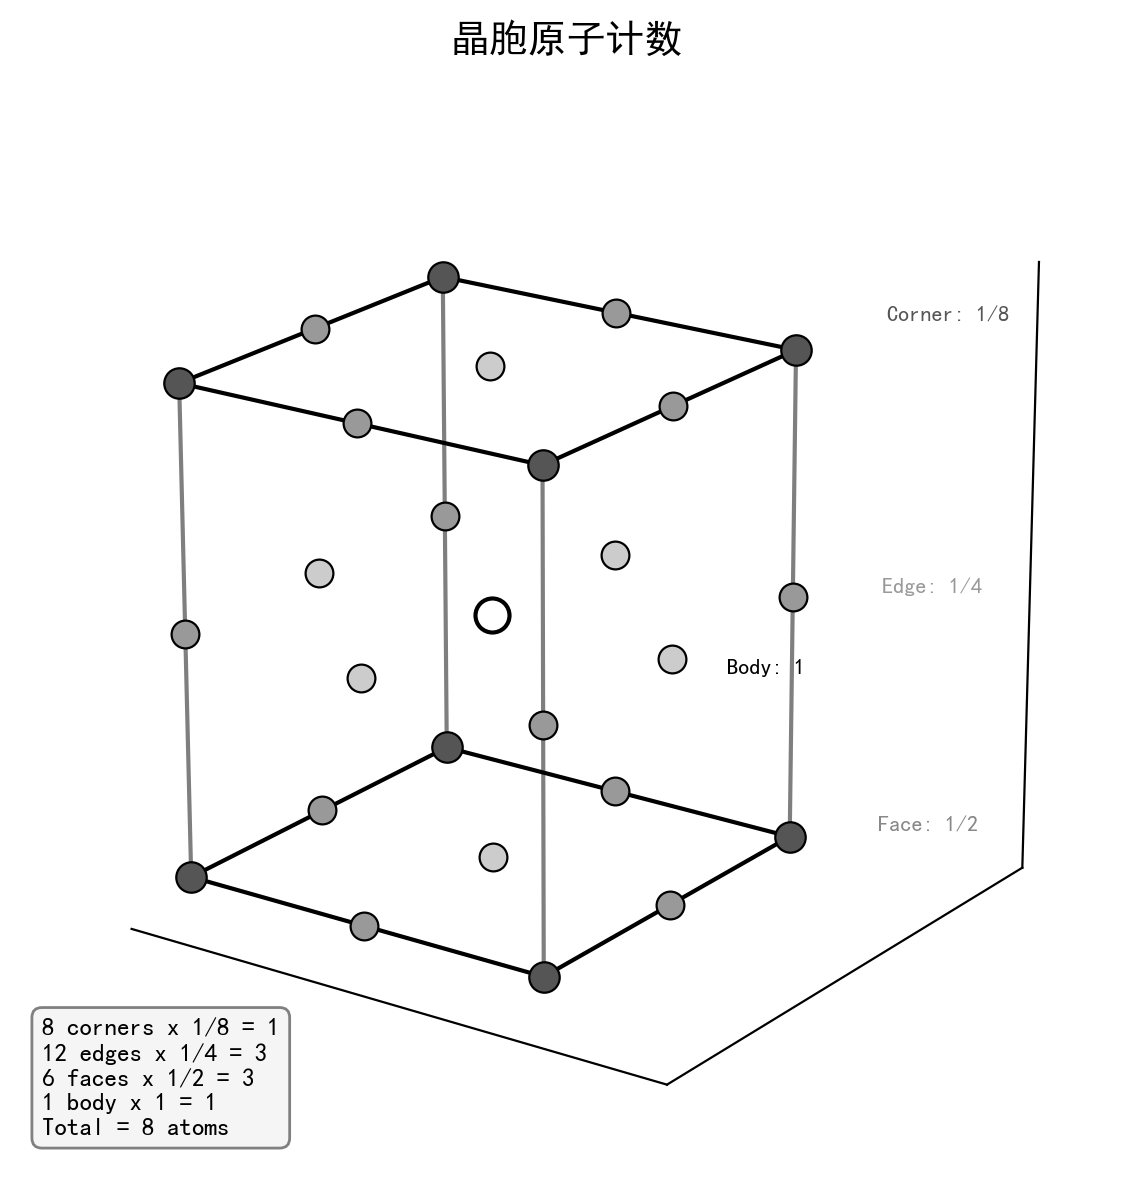 晶胞原子计数
Corner: 1/8
Edge: 1/4
Body: 1
Face: 1/2
8 corners x 1/8 = 1
12 edges x 1/4 = 3
6 faces x 1/2 = 3
1 body x 1 = 1
Total = 8 atoms